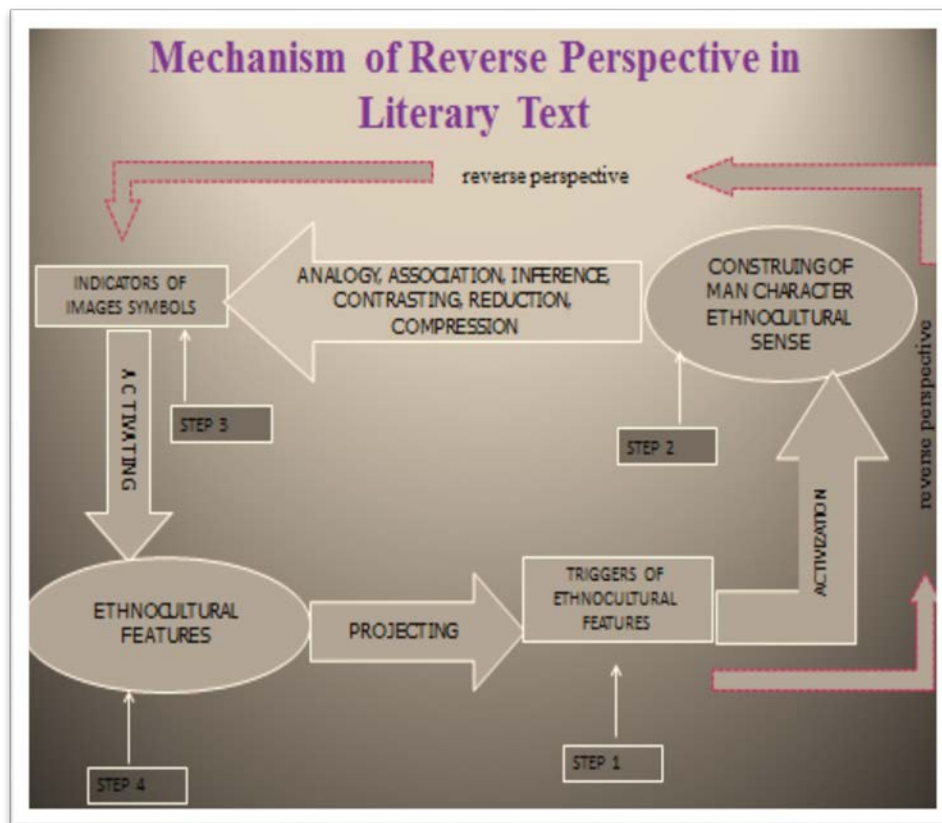 Mechanism of Reverse Perspective in
Literary Text
reverse perspective
INDICATORS OF
IMAGES SYMBOLS
ANALOGY, ASSOCIATION, INFERENCE,
CONTRASTING, REDUCTION,
COMPRESSION
CONSTRUING OF
MAN CHARACTER
ETHNOCULTURAL
SENSE
reverse perspective
ACTIVATING
STEP 3
STEP 2
ACTIVIZATION
ETHNOCULTURAL
FEATURES
PROJECTING
TRIGGERS OF
ETHNOCULTURAL
FEATURES
STEP 4
STEP 1